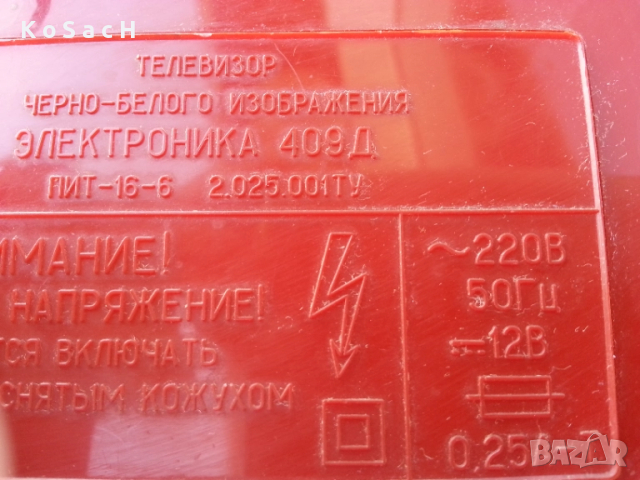 KoSacH
ТЕЛЕВИЗОР
ЧЕРНО-БЕЛОГО ИЗОБРАЖЕНИЯ
ЭЛЕКТРОНИКА 409Д
ПИТ-16-6 2.025.001ТУ
ИМАНИЕ!
НАПРЯЖЕНИЕ!
ТСЯ ВКЛЮЧАТЬ
СНЯТЫМ КОЖУХОМ
~220В
50Гц
12В
0,25
BAZAR